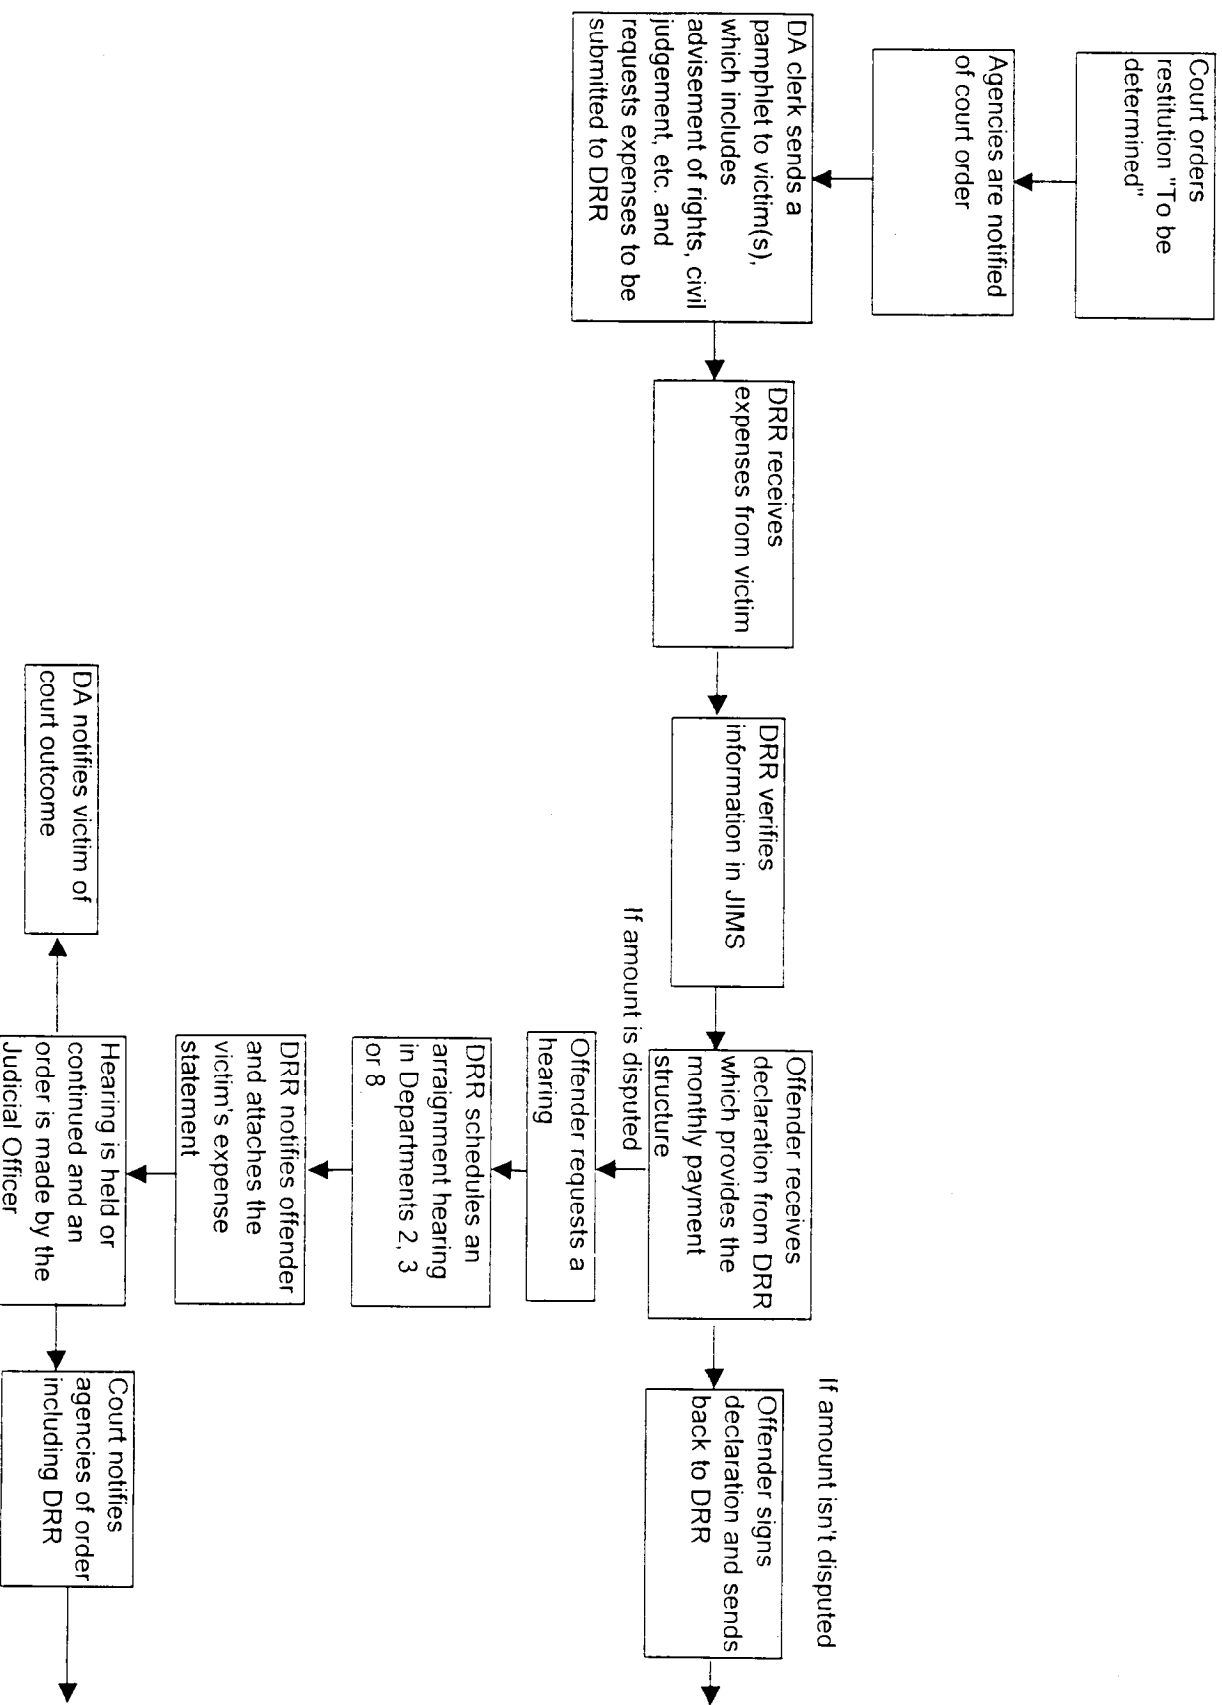 Court orders
restitution "To be
determined"
Agencies are notified
of court order
DA clerk sends a
pamphlet to victim(s),
which includes
advisement of rights, civil
judgement, etc. and
requests expenses to be
submitted to DRR
DRR receives
expenses from victim
DRR verifies
information in JIMS
Offender receives
declaration from DRR
which provides the
monthly payment
structure
If amount isn't disputed
Offender signs
declaration and sends
back to DRR
If amount is disputed
Offender requests a
hearing
DRR schedules an
arraignment hearing
in Departments 2, 3
or 8
DRR notifies offender
and attaches the
victim's expense
statement
Hearing is held or
continued and an
order is made by the
Judicial Officer
DA notifies victim of
court outcome
Court notifies
agencies of order
including DRR